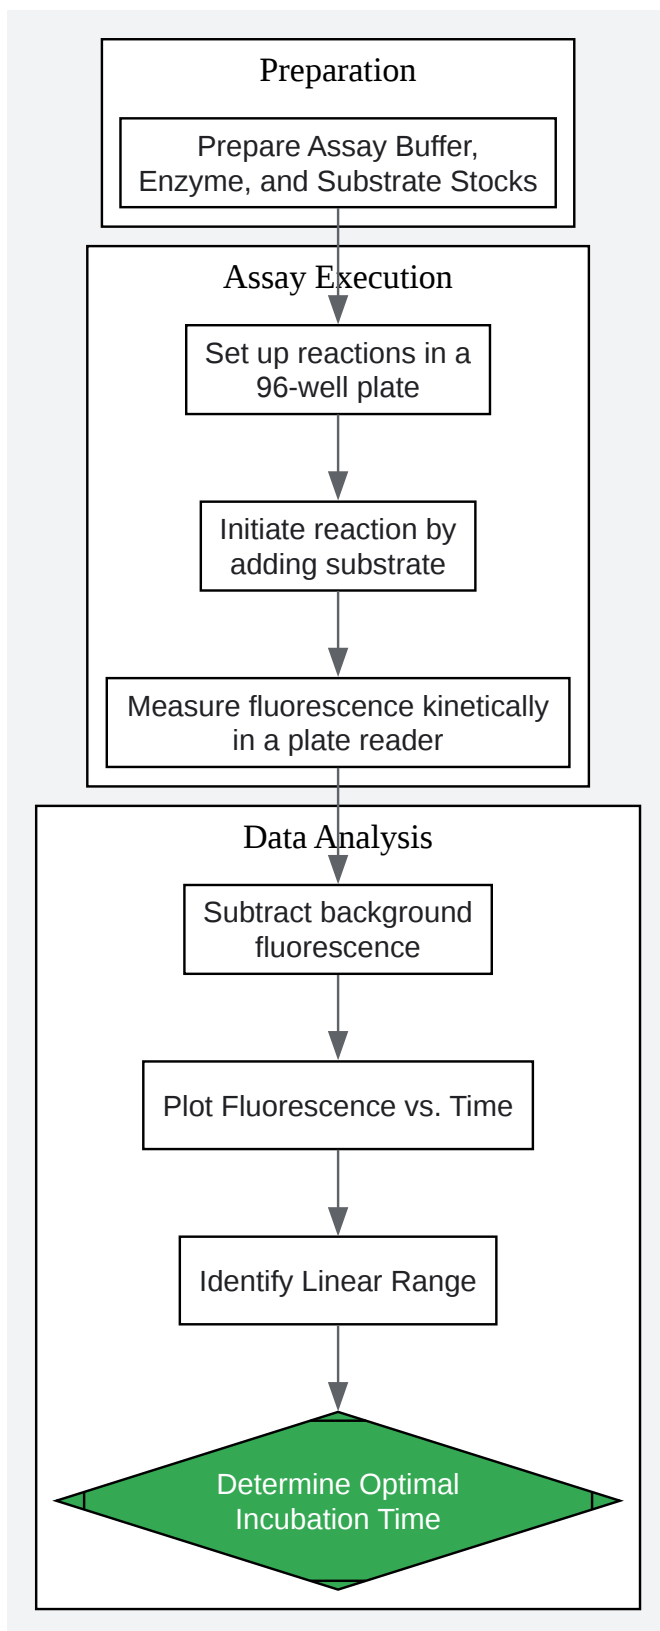 Preparation
Prepare Assay Buffer,
Enzyme, and Substrate Stocks
Assay Execution
Set up reactions in a
96-well plate
Initiate reaction by
adding substrate
Measure fluorescence kinetically
in a plate reader
Data Analysis
Subtract background
fluorescence
Plot Fluorescence vs. Time
Identify Linear Range
Determine Optimal
Incubation Time